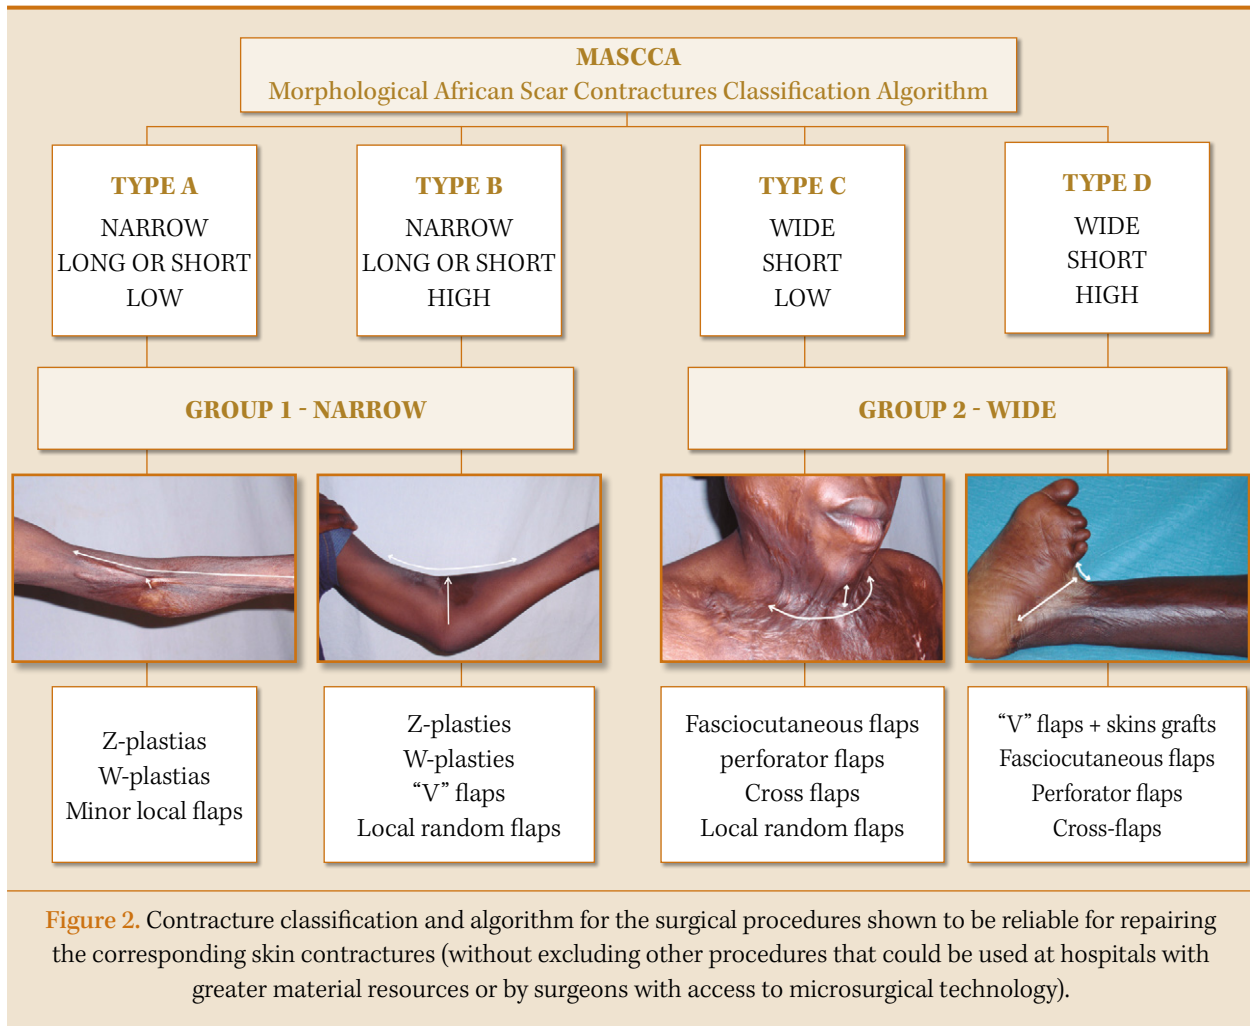 MASCCA
Morphological African Scar Contractures Classification Algorithm
TYPE A
NARROW
LONG OR SHORT
LOW
TYPE B
NARROW
LONG OR SHORT
HIGH
TYPE C
WIDE
SHORT
LOW
TYPE D
WIDE
SHORT
HIGH
GROUP 1 - NARROW
GROUP 2 - WIDE
Z-plastias
W-plastias
Minor local flaps
Z-plasties
W-plasties
“V” flaps
Local random flaps
Fasciocutaneous flaps
perforator flaps
Cross flaps
Local random flaps
“V” flaps + skins grafts
Fasciocutaneous flaps
Perforator flaps
Cross-flaps
Figure 2. Contracture classification and algorithm for the surgical procedures shown to be reliable for repairing
the corresponding skin contractures (without excluding other procedures that could be used at hospitals with
greater material resources or by surgeons with access to microsurgical technology).